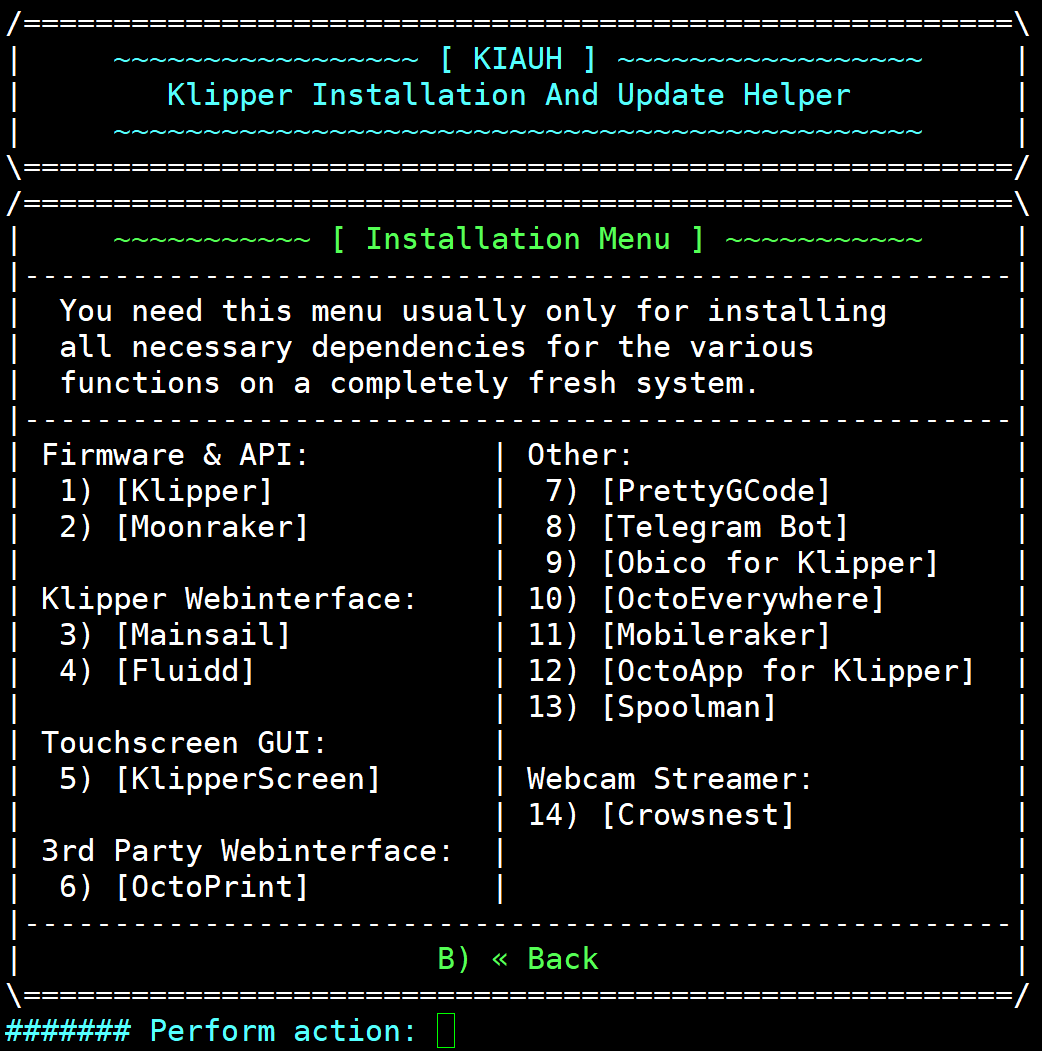 /=======================================================\
|     ~~~~~~~~~~~~~~~~~ [ KIAUH ] ~~~~~~~~~~~~~~~~~     |
|        Klipper Installation And Update Helper         |
|     ~~~~~~~~~~~~~~~~~~~~~~~~~~~~~~~~~~~~~~~~~~~~~     |
\=======================================================/
/=======================================================\
|     ~~~~~~~~~~~ [ Installation Menu ] ~~~~~~~~~~~     |
|-------------------------------------------------------|
|  You need this menu usually only for installing       |
|  all necessary dependencies for the various           |
|  functions on a completely fresh system.              |
|-------------------------------------------------------|
| Firmware & API:          | Other:                     |
|  1) [Klipper]            |  7) [PrettyGCode]          |
|  2) [Moonraker]          |  8) [Telegram Bot]         |
|                          |  9) [Obico for Klipper]    |
| Klipper Webinterface:    | 10) [OctoEverywhere]       |
|  3) [Mainsail]           | 11) [Mobileraker]          |
|  4) [Fluidd]             | 12) [OctoApp for Klipper]  |
|                          | 13) [Spoolman]             |
| Touchscreen GUI:         |                            |
|  5) [KlipperScreen]      | Webcam Streamer:           |
|                          | 14) [Crowsnest]            |
| 3rd Party Webinterface:  |                            |
|  6) [OctoPrint]          |                            |
|-------------------------------------------------------|
|                       B) « Back                       |
\=======================================================/
####### Perform action: